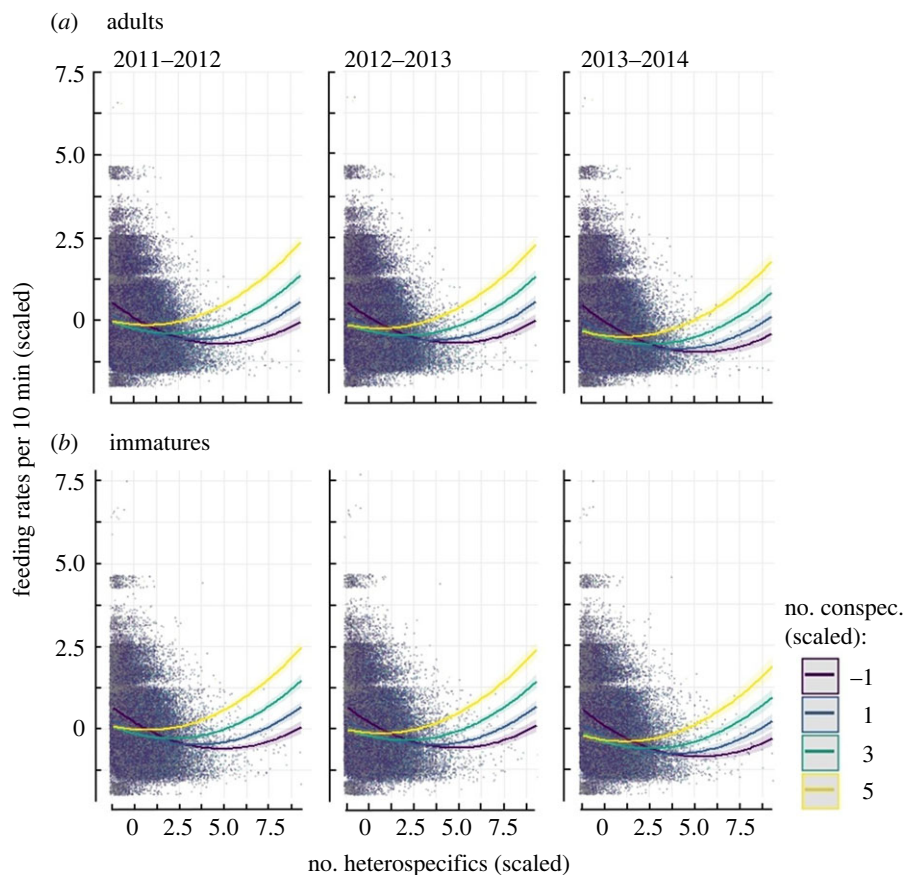 (a) adults
2011–2012 2012–2013 2013–2014
7.5
5.0
2.5
0
(b) immatures
7.5
5.0
2.5
0
feeding rates per 10 min (scaled)
0 2.5 5.0 7.5 0 2.5 5.0 7.5 0 2.5 5.0 7.5
no. heterospecifics (scaled)
no. conspec.
(scaled):
–1
1
3
5